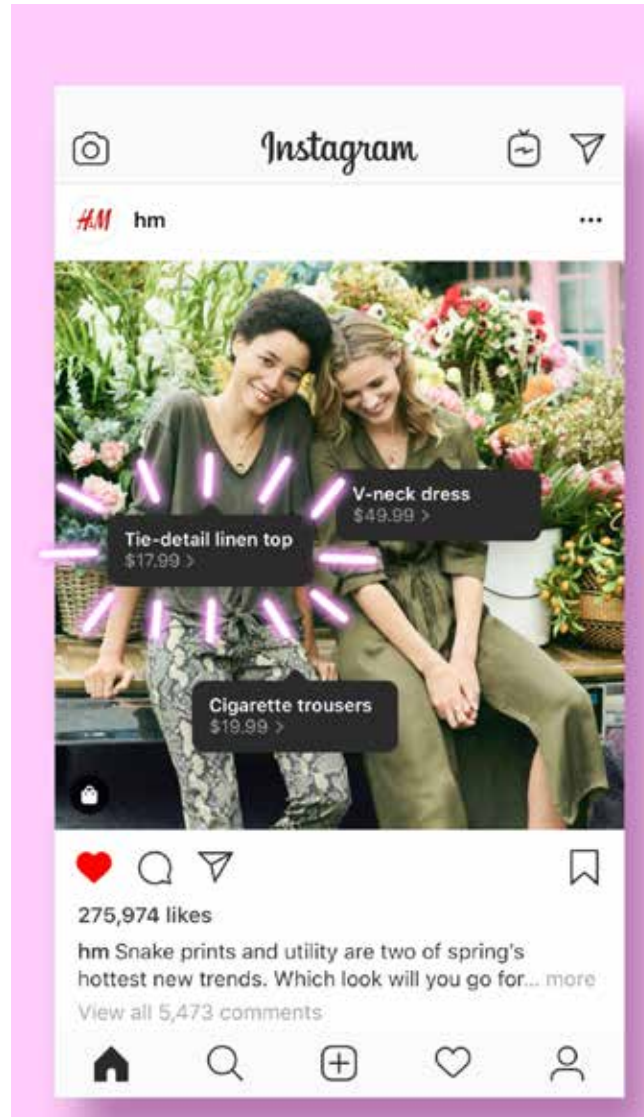 Instagram
H&M hm
Tie-detail linen top
$17.99 >
V-neck dress
$49.99 >
Cigarette trousers
$19.99 >
275,974 likes
hm Snake prints and utility are two of spring's
hottest new trends. Which look will you go for... more
View all 5,473 comments